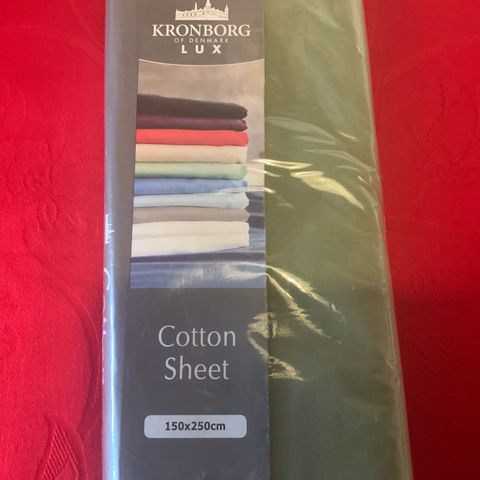 KRONBORG
OF DENMARK
LUX
Cotton
Sheet
150x250cm